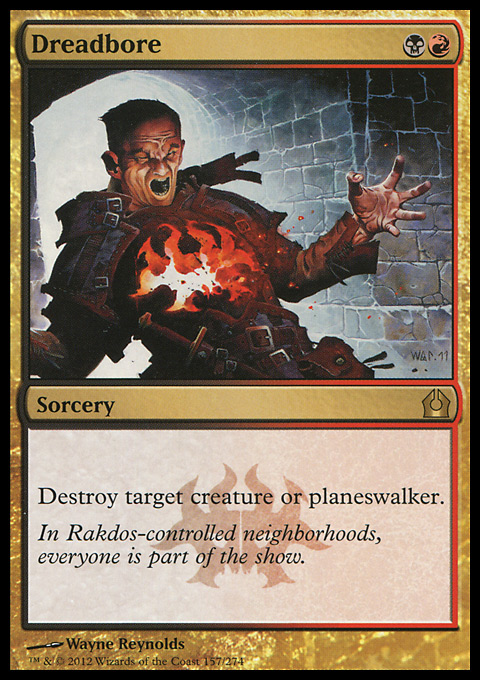 Dreadbore
WAR.11
Sorcery
Destroy target creature or planeswalker.
In Rakdos-controlled neighborhoods,
everyone is part of the show.
Wayne Reynolds
™ & © 2012 Wizards of the Coast 157/274